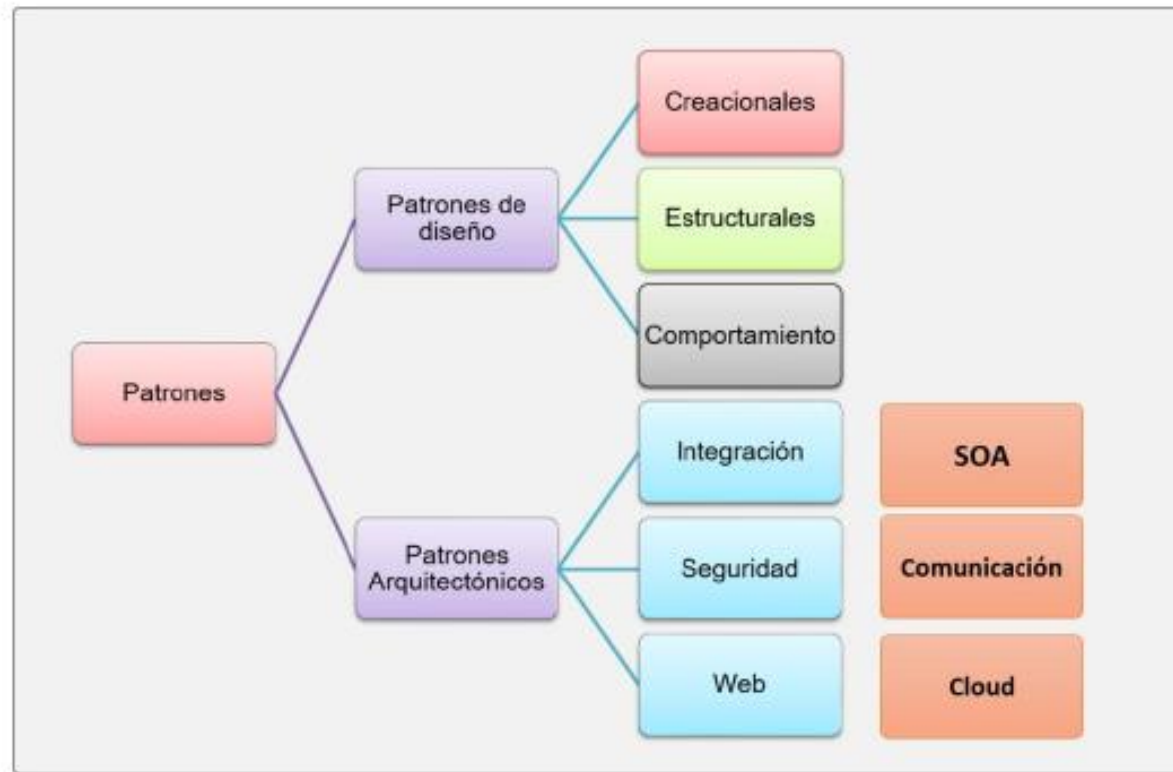 Creacionales
Patrones de
diseño
Estructurales
Comportamiento
Patrones
Integración
SOA
Patrones
Arquitectónicos
Seguridad
Comunicación
Web
Cloud